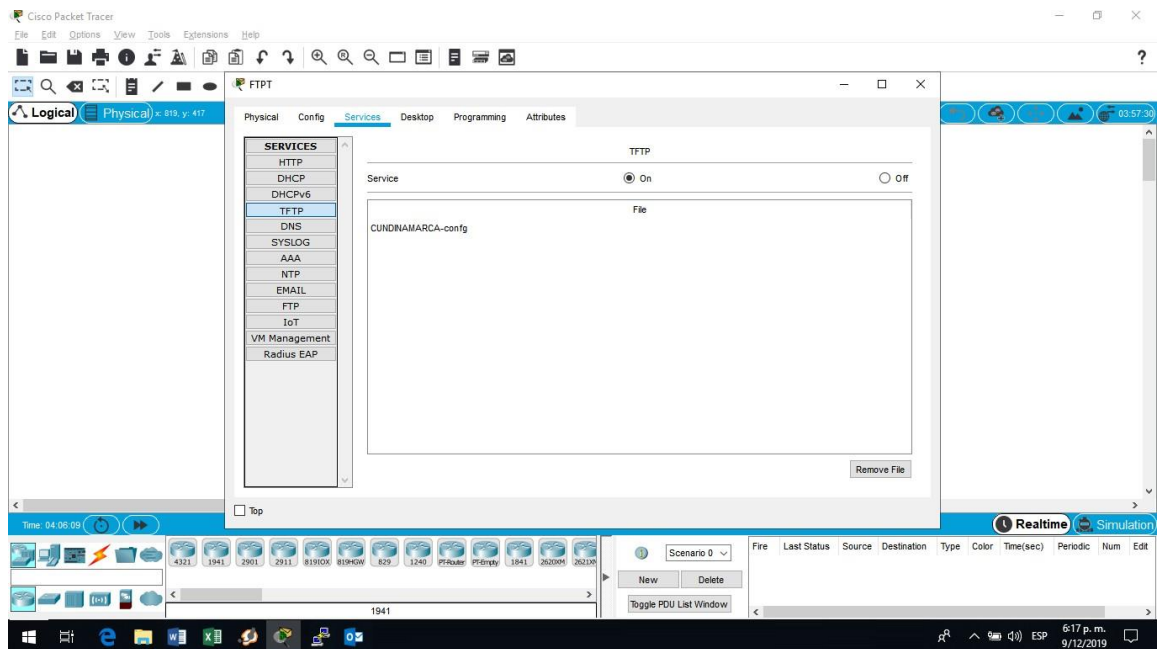 Cisco Packet Tracer
File Edit Options View Tools Extensions Help
?
FTPT
Logical Physical x: 819, y: 417
03:57:30
Physical Config Services Desktop Programming Attributes
SERVICES
HTTP
DHCP
DHCPv6
TFTP
DNS
SYSLOG
AAA
NTP
EMAIL
FTP
IoT
VM Management
Radius EAP
TFTP
Service On Off
File
CUNDINAMARCA-confg
Remove File
Top
Time: 04:06:09
Realtime Simulation
4321 1941 2901 2911 819IOX 819HGW 829 1240 PT-Router PT-Empty 1841 2620XM
1941
Scenario 0
New Delete
Toggle PDU List Window
Fire Last Status Source Destination Type Color Time(sec) Periodic Num Edit
ESP
6:17 p. m.
9/12/2019